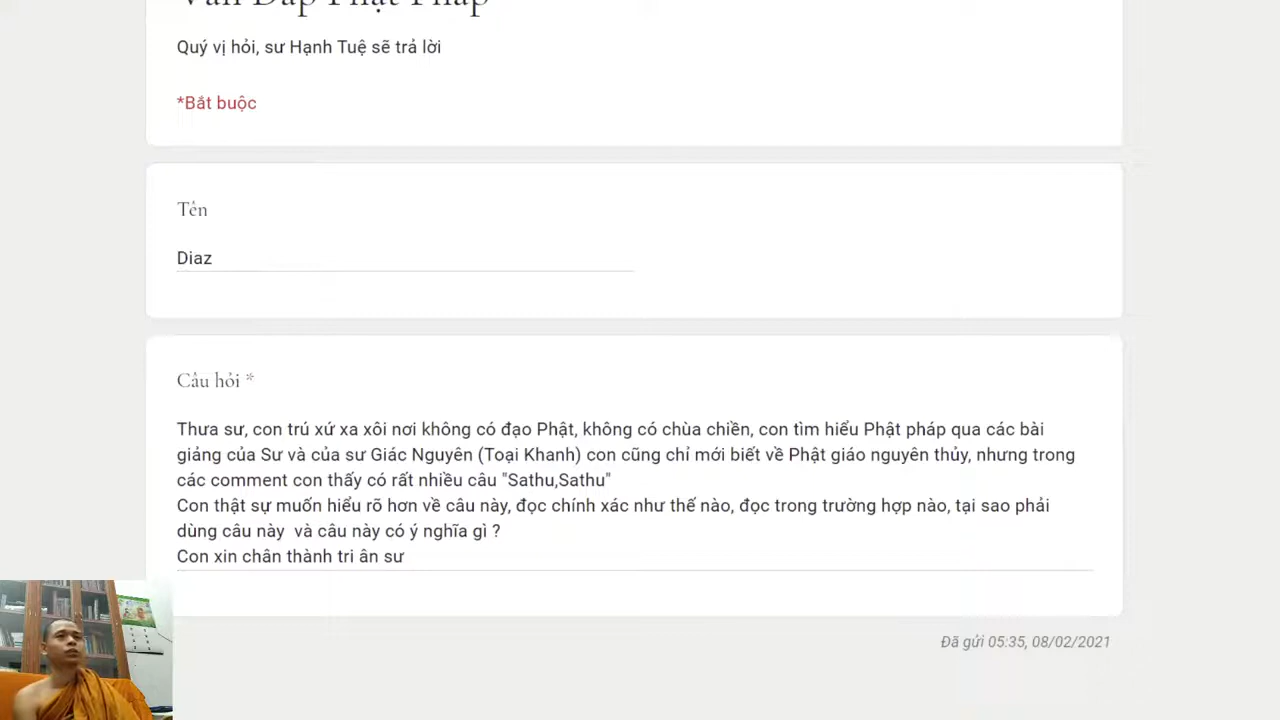 Vấn Đáp Phật Pháp
Quý vị hỏi, sư Hạnh Tuệ sẽ trả lời
*Bắt buộc
Tên
Diaz
Câu hỏi *
Thưa sư, con trú xứ xa xôi nơi không có đạo Phật, không có chùa chiền, con tìm hiểu Phật pháp qua các bài
giảng của Sư và của sư Giác Nguyên (Toại Khanh) con cũng chỉ mới biết về Phật giáo nguyên thủy, nhưng trong
các comment con thấy có rất nhiều câu "Sathu,Sathu"
Con thật sự muốn hiểu rõ hơn về câu này, đọc chính xác như thế nào, đọc trong trường hợp nào, tại sao phải
dùng câu này  và câu này có ý nghĩa gì ?
Con xin chân thành tri ân sư
Đã gửi 05:35, 08/02/2021